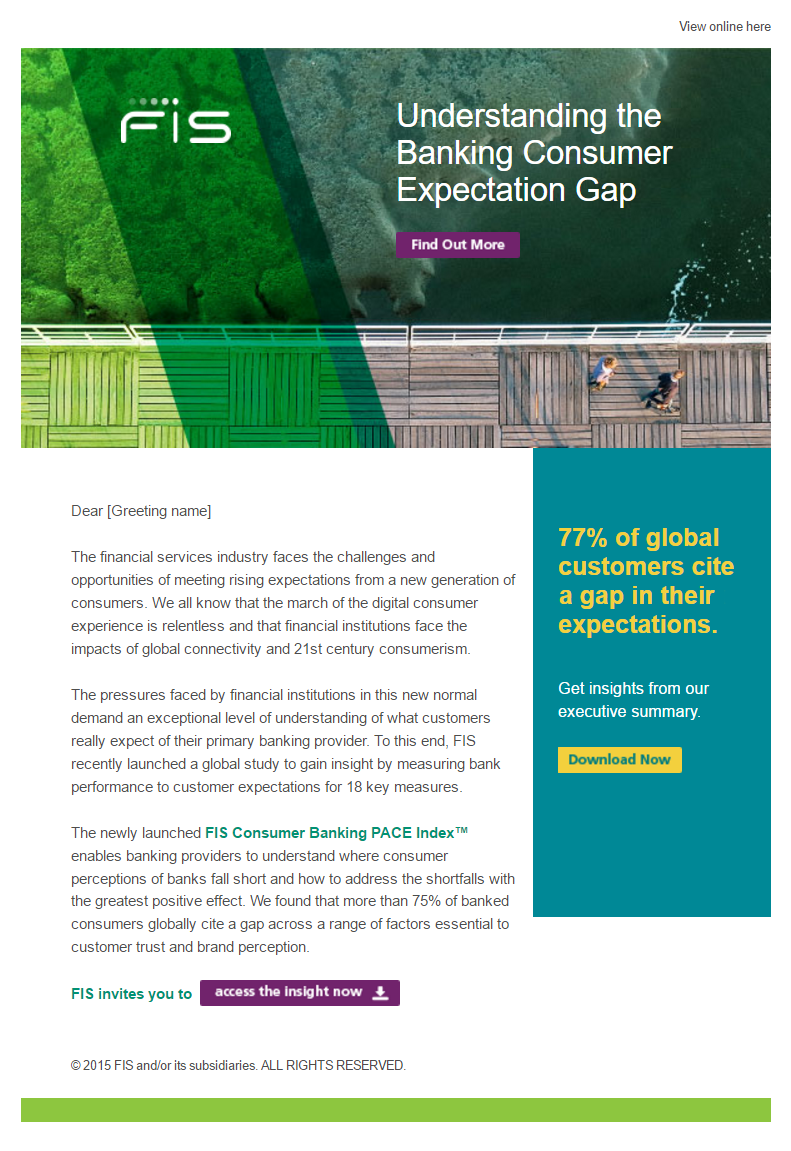 View online here
FIS
Understanding the
Banking Consumer
Expectation Gap
Find Out More
Dear [Greeting name]
The financial services industry faces the challenges and
opportunities of meeting rising expectations from a new generation of
consumers. We all know that the march of the digital consumer
experience is relentless and that financial institutions face the
impacts of global connectivity and 21st century consumerism.
The pressures faced by financial institutions in this new normal
demand an exceptional level of understanding of what customers
really expect of their primary banking provider. To this end, FIS
recently launched a global study to gain insight by measuring bank
performance to customer expectations for 18 key measures.
The newly launched FIS Consumer Banking PACE Index™
enables banking providers to understand where consumer
perceptions of banks fall short and how to address the shortfalls with
the greatest positive effect. We found that more than 75% of banked
consumers globally cite a gap across a range of factors essential to
customer trust and brand perception.
FIS invites you to access the insight now
77% of global
customers cite
a gap in their
expectations.
Get insights from our
executive summary.
Download Now
© 2015 FIS and/or its subsidiaries. ALL RIGHTS RESERVED.